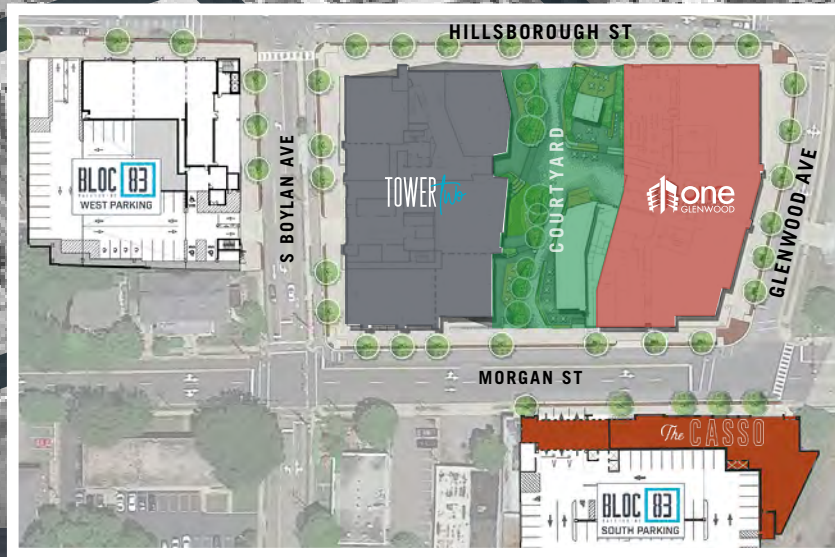 HILLSBOROUGH ST
S BOYLAN AVE
BLOC 83
WEST PARKING
TOWER two
COURTYARD
one
GLENWOOD
GLENWOOD AVE
MORGAN ST
The CASSO
BLOC 83
SOUTH PARKING